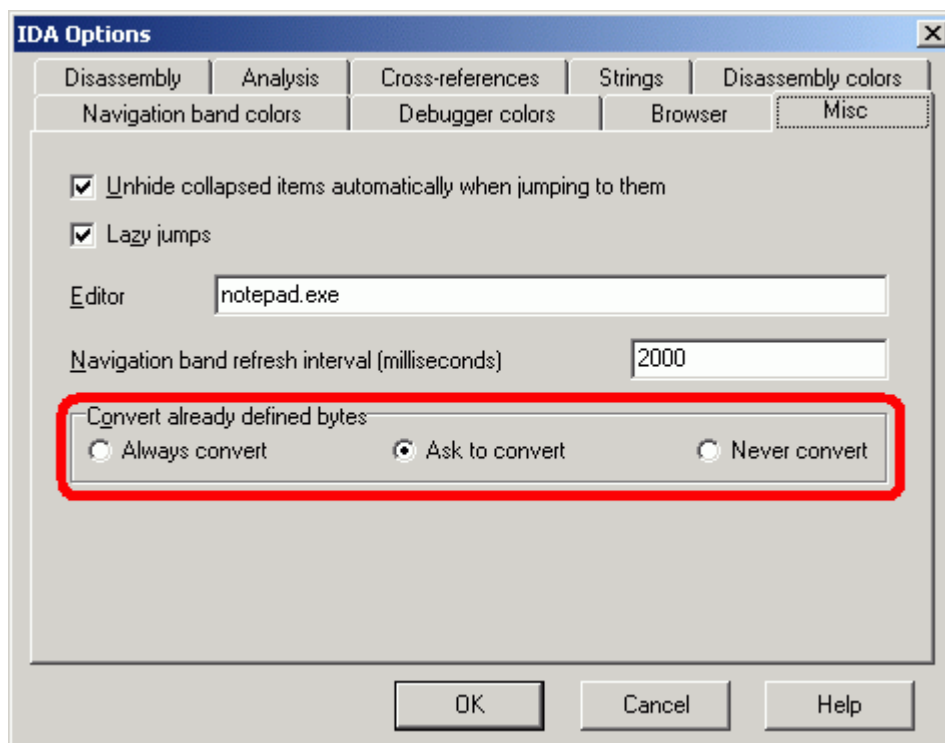 IDA Options
Disassembly Analysis Cross-references Strings Disassembly colors
Navigation band colors Debugger colors Browser Misc
Unhide collapsed items automatically when jumping to them
Lazy jumps
Editor notepad.exe
Navigation band refresh interval (milliseconds) 2000
Convert already defined bytes
Always convert Ask to convert Never convert
OK Cancel Help